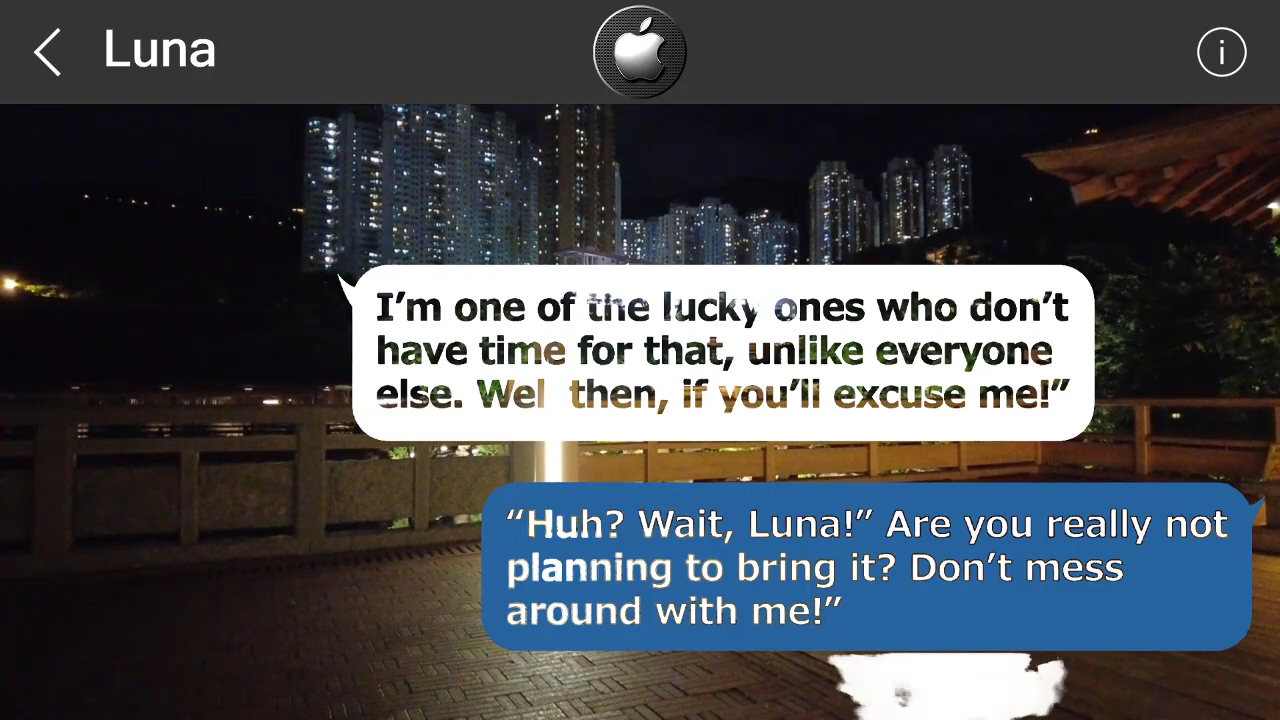 Luna
I’m one of the lucky ones who don’t
have time for that, unlike everyone
else. Wel then, if you’ll excuse me!”
“Huh? Wait, Luna!” Are you really not
planning to bring it? Don’t mess
around with me!”